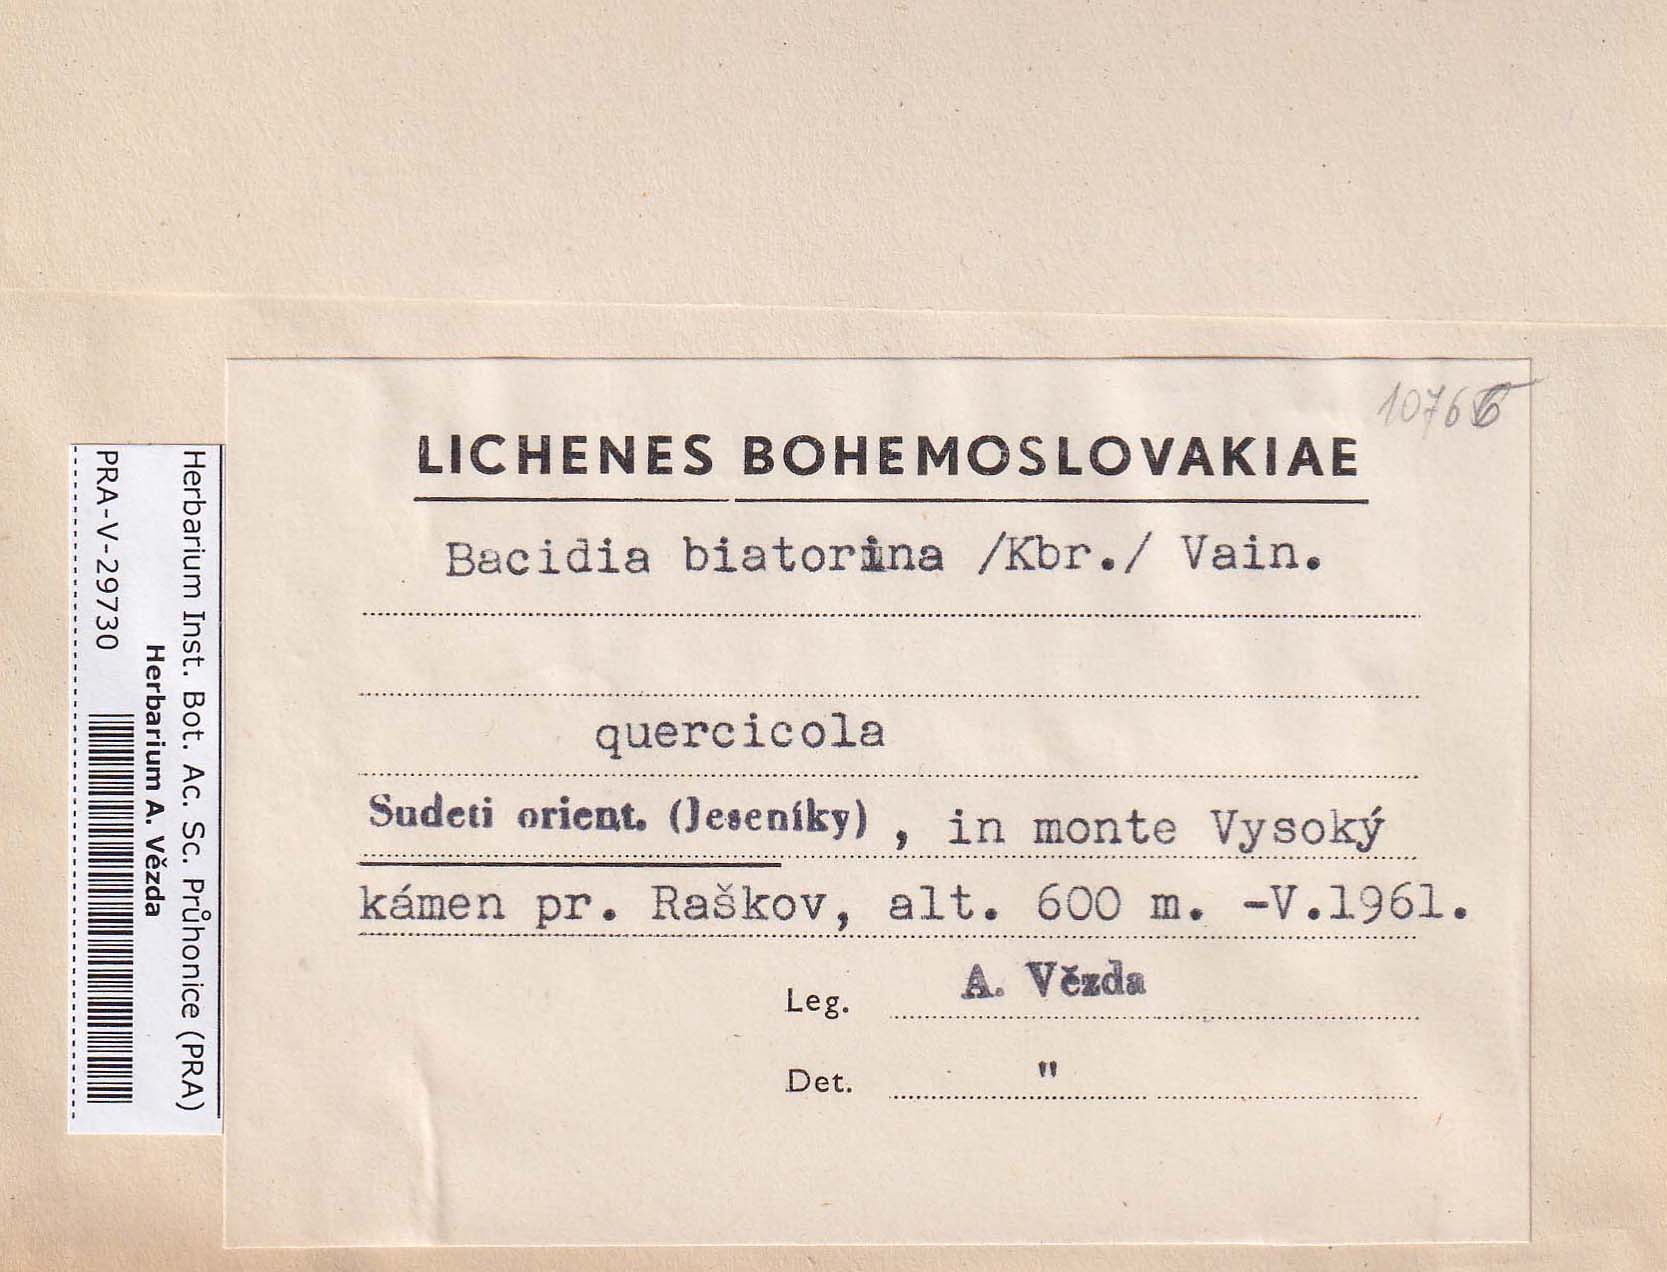 10766
LICHENES BOHEMOSLOVAKIAE
Bacidia biatorina /Kbr./ Vain.
quercicola
Sudeti orient. (Jeseníky) , in monte Vysoký
kámen pr. Raškov, alt. 600 m. -V.1961.
Leg. A. Vězda
Det. "
Herbarium Inst. Bot. Ac. Sc. Průhonice (PRA)
Herbarium A. Vězda
PRA-V-29730